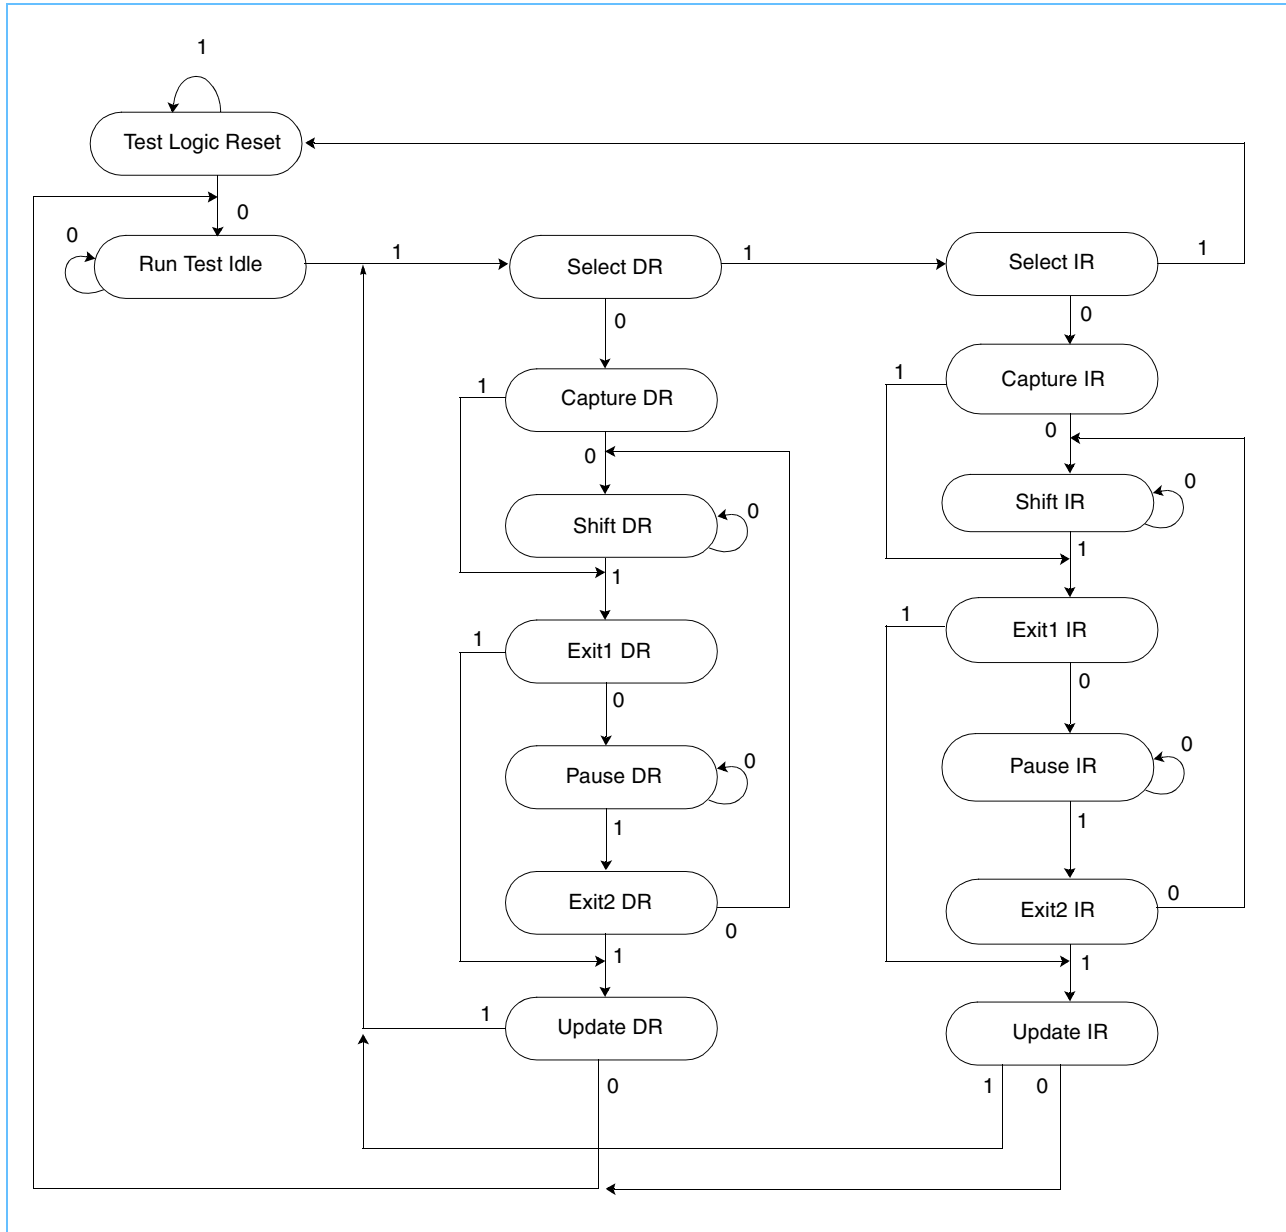 1
Test Logic Reset
0
0
Run Test Idle
1
Select DR
1
Select IR
1
0
0
1
Capture DR
1
Capture IR
0
0
Shift DR
0
Shift IR
0
1
1
1
Exit1 DR
1
Exit1 IR
0
0
Pause DR
0
Pause IR
0
1
1
Exit2 DR
0
Exit2 IR
0
1
1
1
Update DR
Update IR
0
1
0